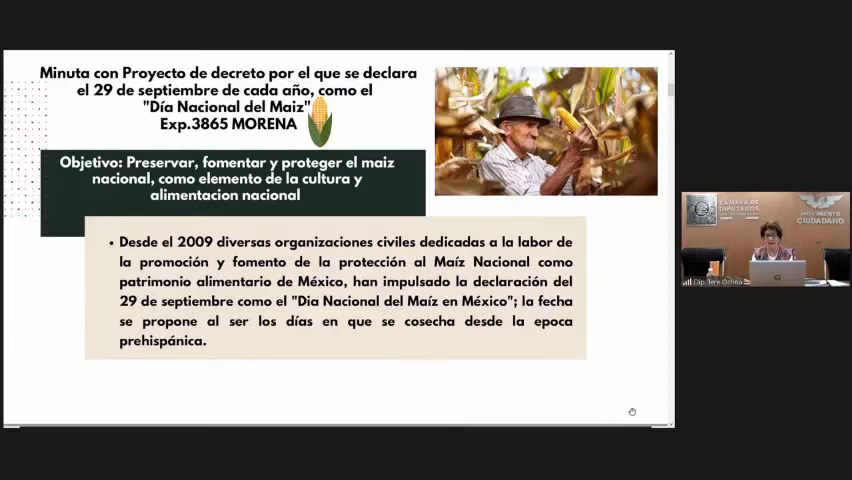 Minuta con Proyecto de decreto por el que se declara
el 29 de septiembre de cada año, como el
"Día Nacional del Maiz"
Exp.3865 MORENA
Objetivo: Preservar, fomentar y proteger el maiz
nacional, como elemento de la cultura y
alimentacion nacional
• Desde el 2009 diversas organizaciones civiles dedicadas a la labor de
la promoción y fomento de la protección al Maíz Nacional como
patrimonio alimentario de México, han impulsado la declaración del
29 de septiembre como el "Dia Nacional del Maíz en México"; la fecha
se propone al ser los días en que se cosecha desde la epoca
prehispánica.
CÁMARA DE
DIPUTADOS
MOVIMIENTO
CIUDADANO
Dip. Tere Ochoa